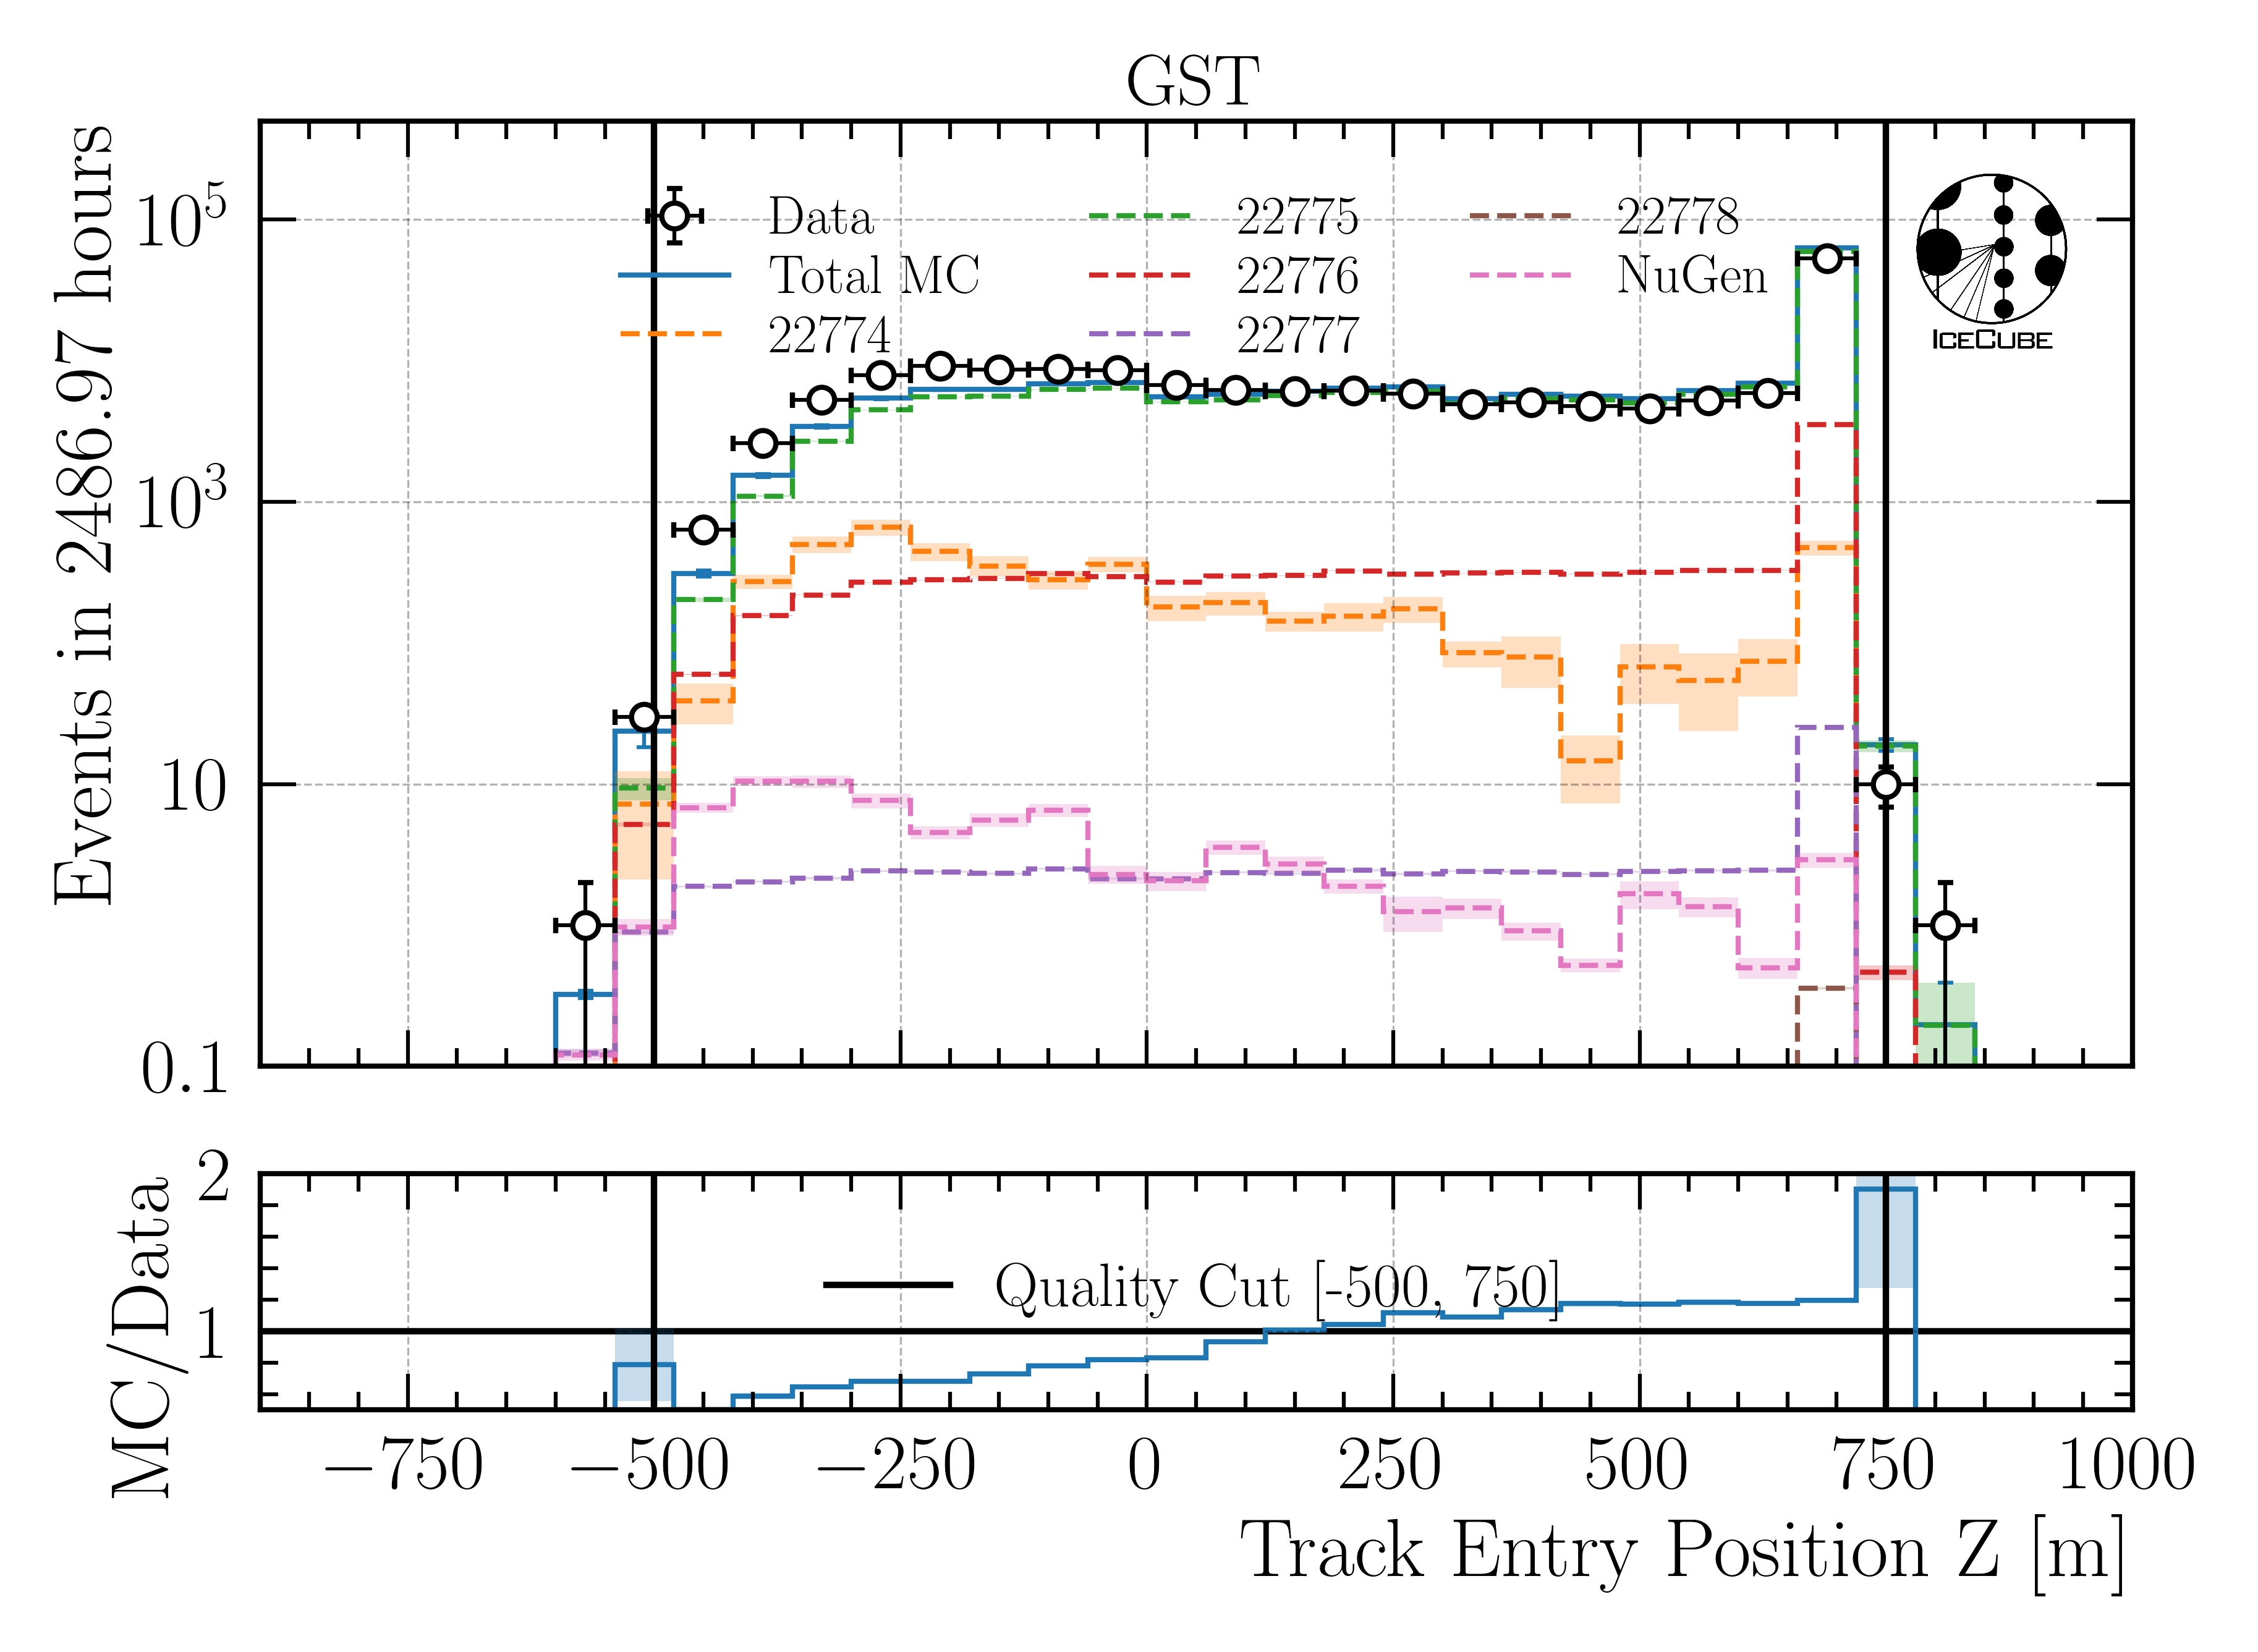 GST
Events in 2486.97 hours
10^5
10^3
10
0.1
Data
Total MC
22774
22775
22776
22777
22778
NuGen
IceCube
MC/Data
2
1
Quality Cut [-500, 750]
−750 −500 −250 0 250 500 750 1000
Track Entry Position Z [m]